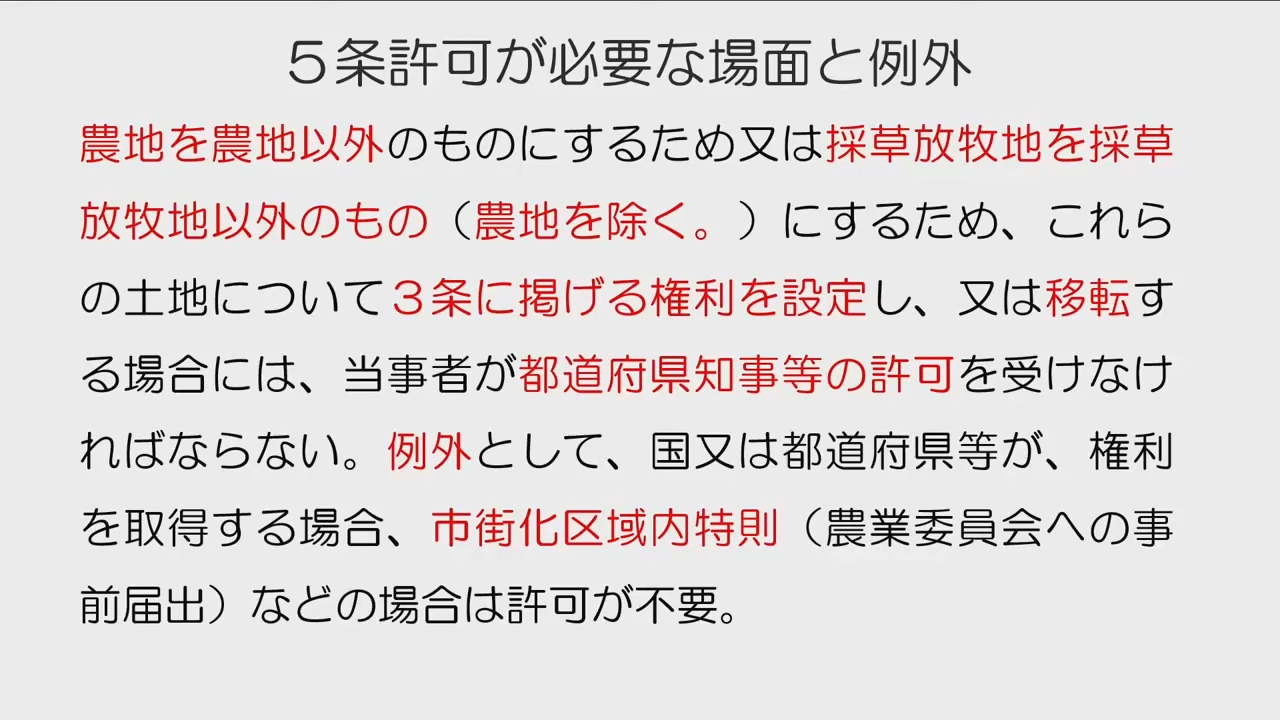 ５条許可が必要な場面と例外
農地を農地以外のものにするため又は採草放牧地を採草
放牧地以外のもの（農地を除く。）にするため、これら
の土地について３条に掲げる権利を設定し、又は移転す
る場合には、当事者が都道府県知事等の許可を受けなけ
ればならない。例外として、国又は都道府県等が、権利
を取得する場合、市街化区域内特則（農業委員会への事
前届出）などの場合は許可が不要。